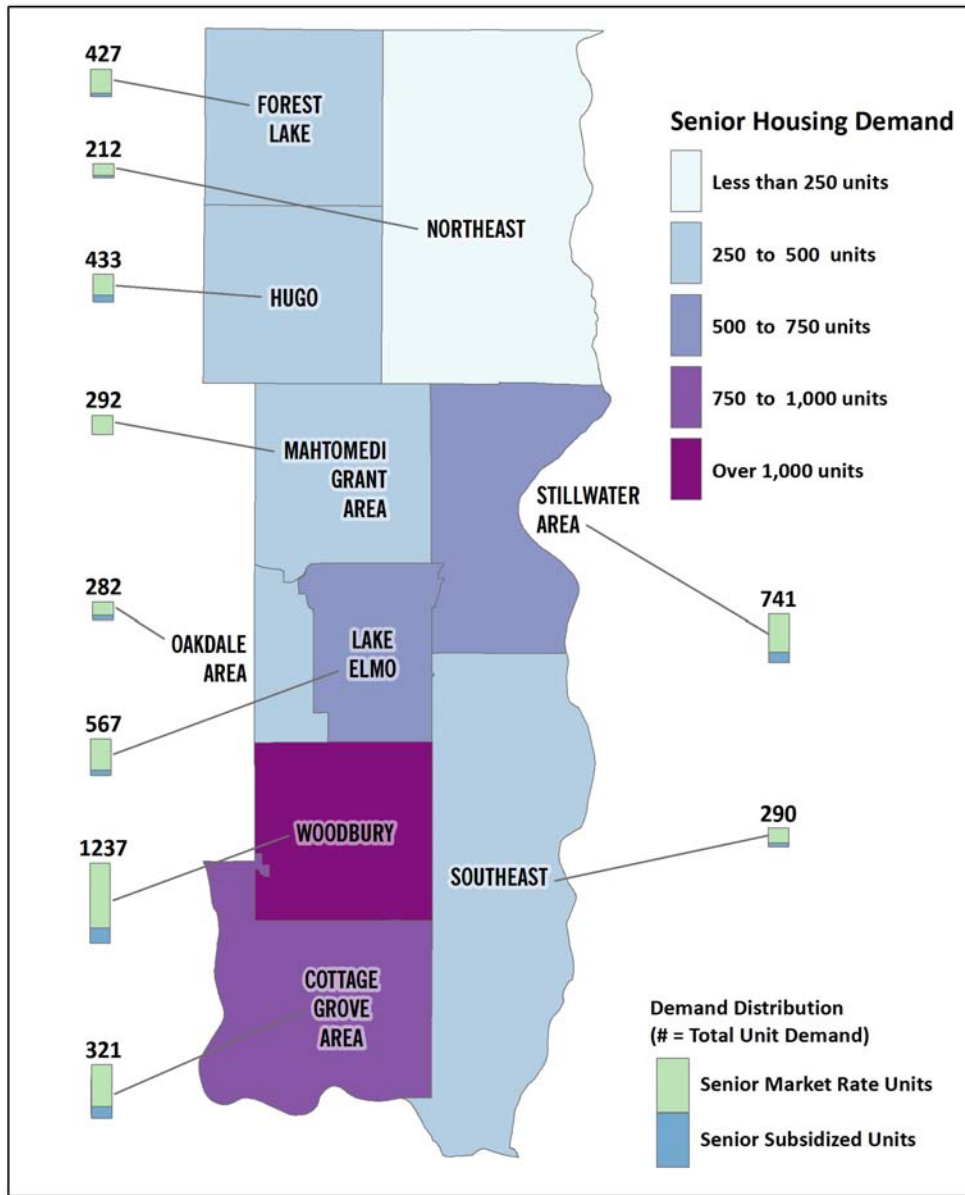 427
FOREST
LAKE
Senior Housing Demand
212
Less than 250 units
NORTHEAST
250 to 500 units
433
HUGO
500 to 750 units
292
750 to 1,000 units
MAHTOMEDI
GRANT
AREA
Over 1,000 units
STILLWATER
AREA
282
741
OAKDALE
AREA
LAKE
ELMO
567
1237
WOODBURY
290
SOUTHEAST
COTTAGE
GROVE
AREA
321
Demand Distribution
(# = Total Unit Demand)
Senior Market Rate Units
Senior Subsidized Units